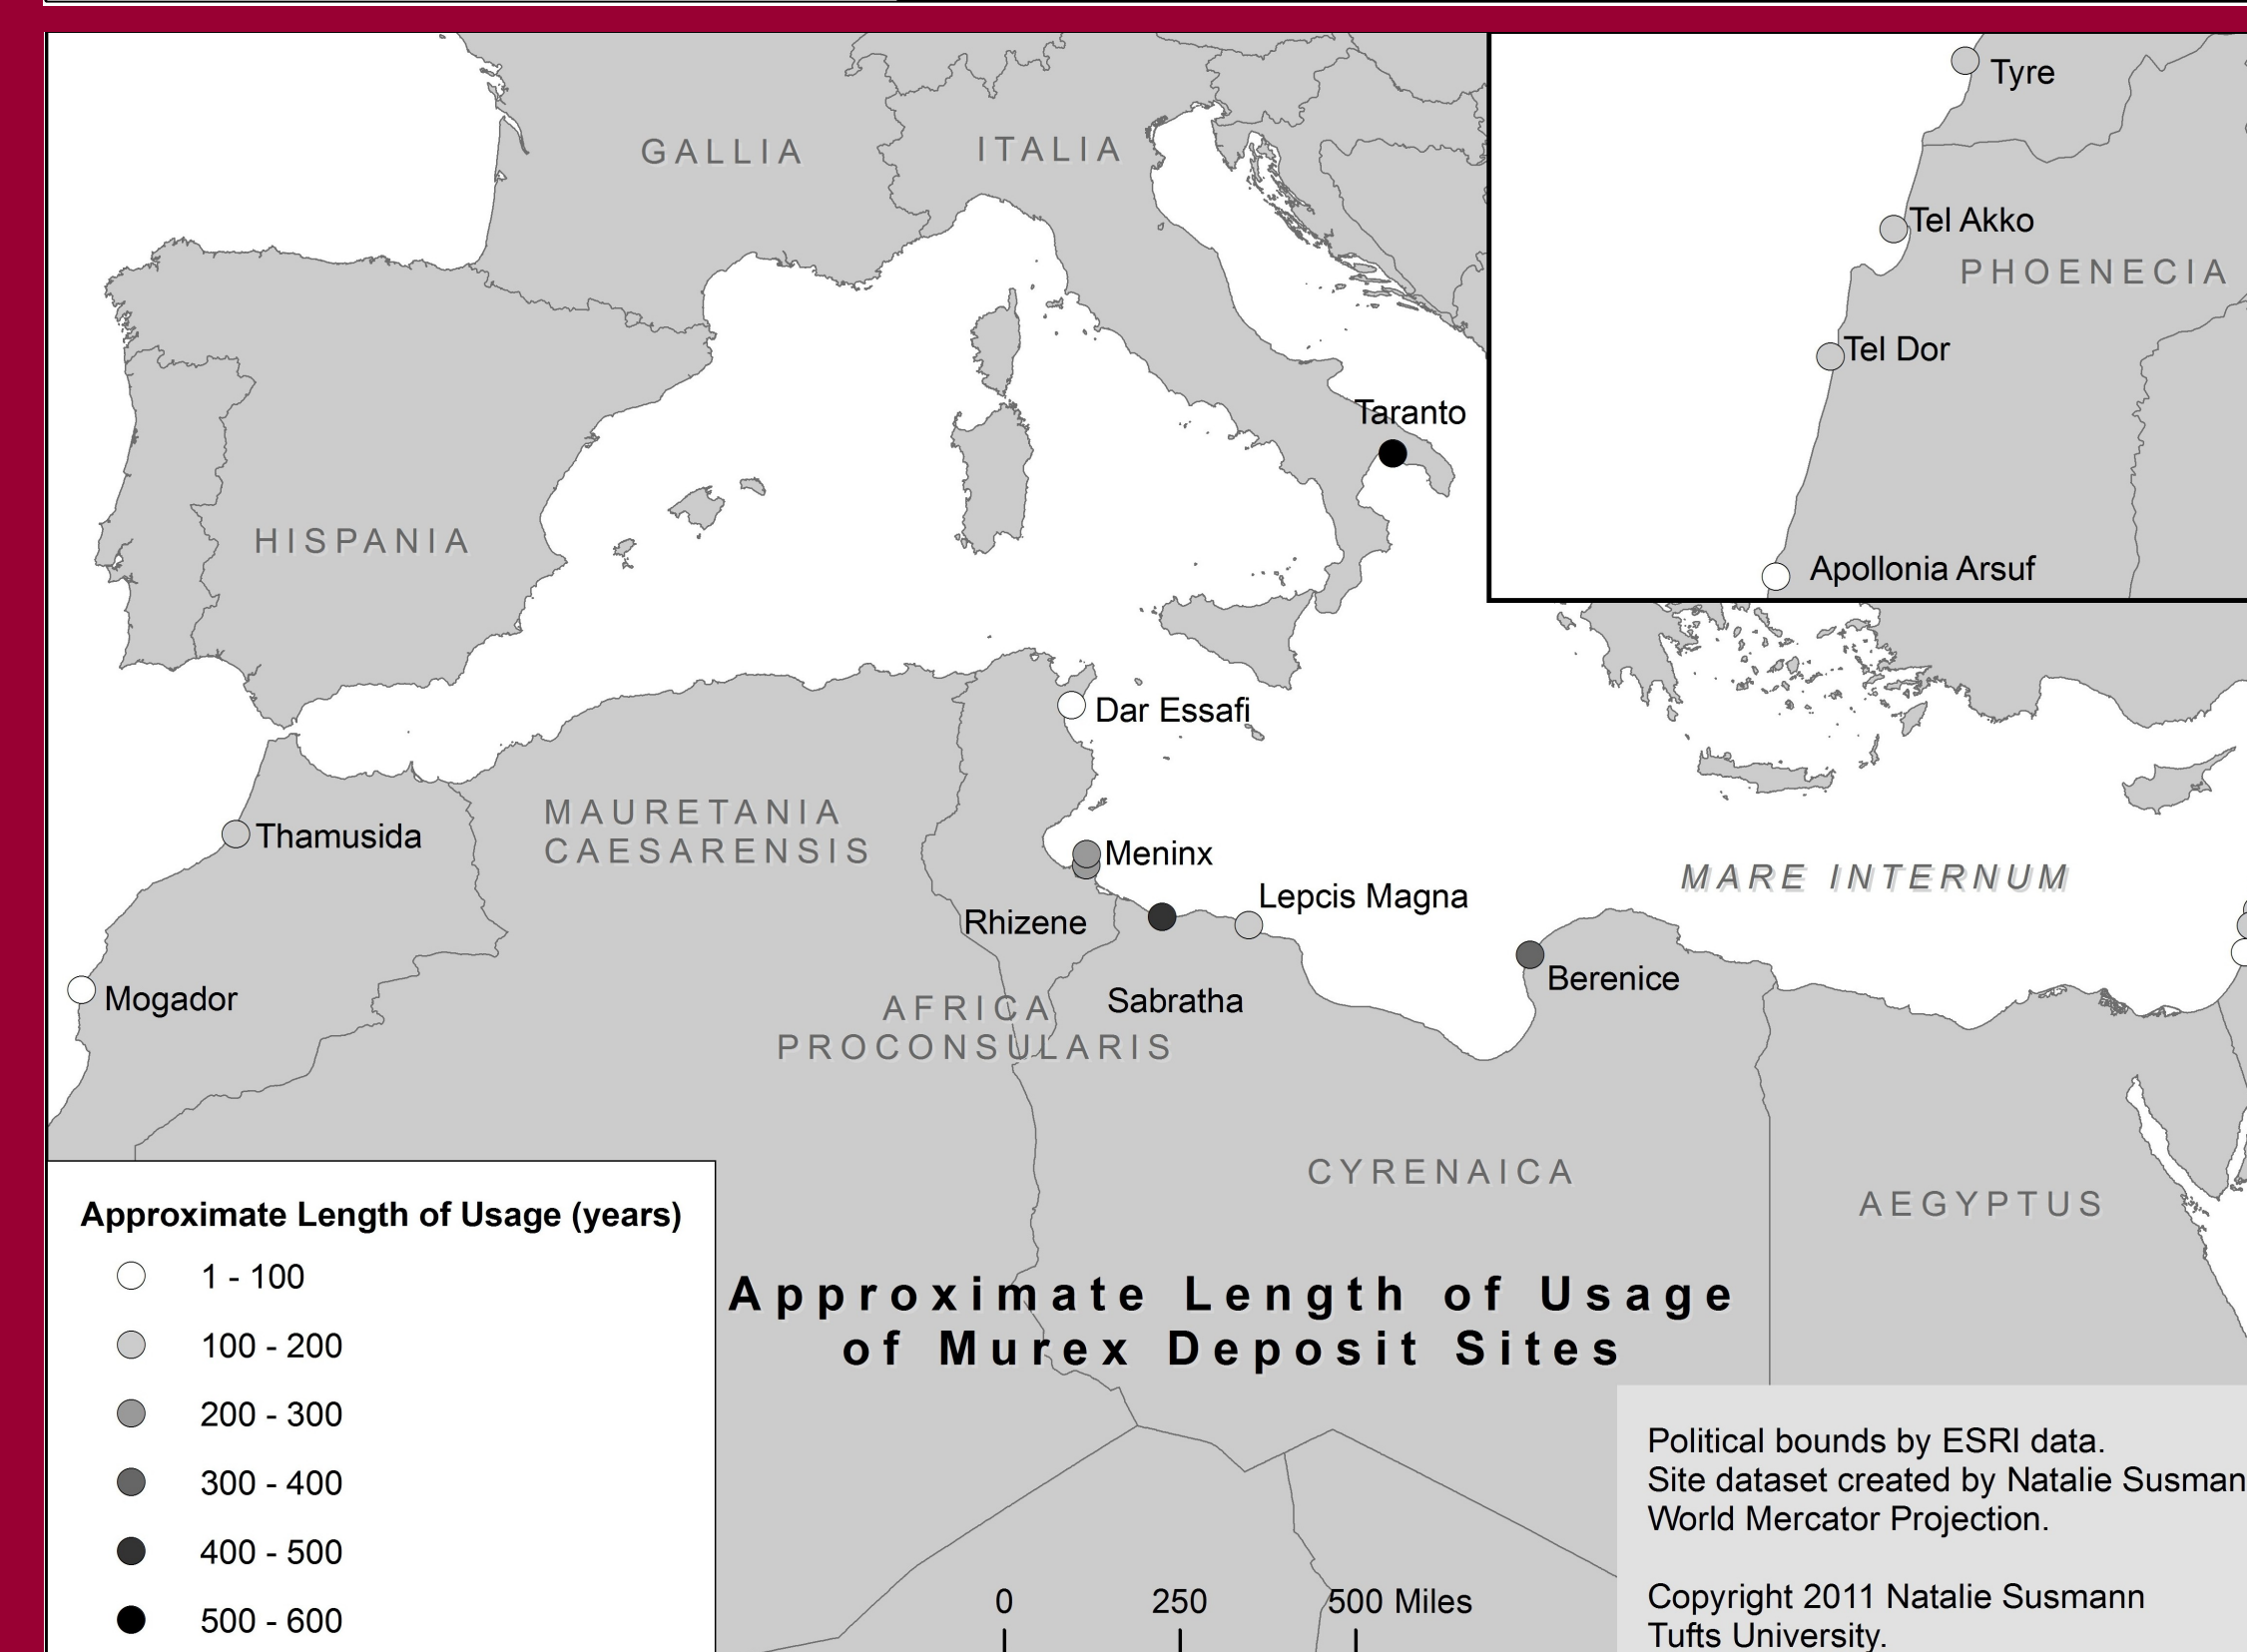 Tyre
GALLIA
ITALIA
Tel Akko
PHOENECIA
Tel Dor
Taranto
HISPANIA
Apollonia Arsuf
Dar Essafi
MAURETANIA
CAESARENSIS
Thamusida
Meninx
MARE INTERNUM
Lepcis Magna
Rhizene
Berenice
Mogador
Sabratha
AFRICA
PROCONSULARIS
CYRENAICA
AEGYPTUS
Approximate Length of Usage (years)
1 - 100
100 - 200
200 - 300
300 - 400
400 - 500
500 - 600
Approximate Length of Usage
of Murex Deposit Sites
Political bounds by ESRI data.
Site dataset created by Natalie Susman
World Mercator Projection.
Copyright 2011 Natalie Susmann
Tufts University.
0 250 500 Miles